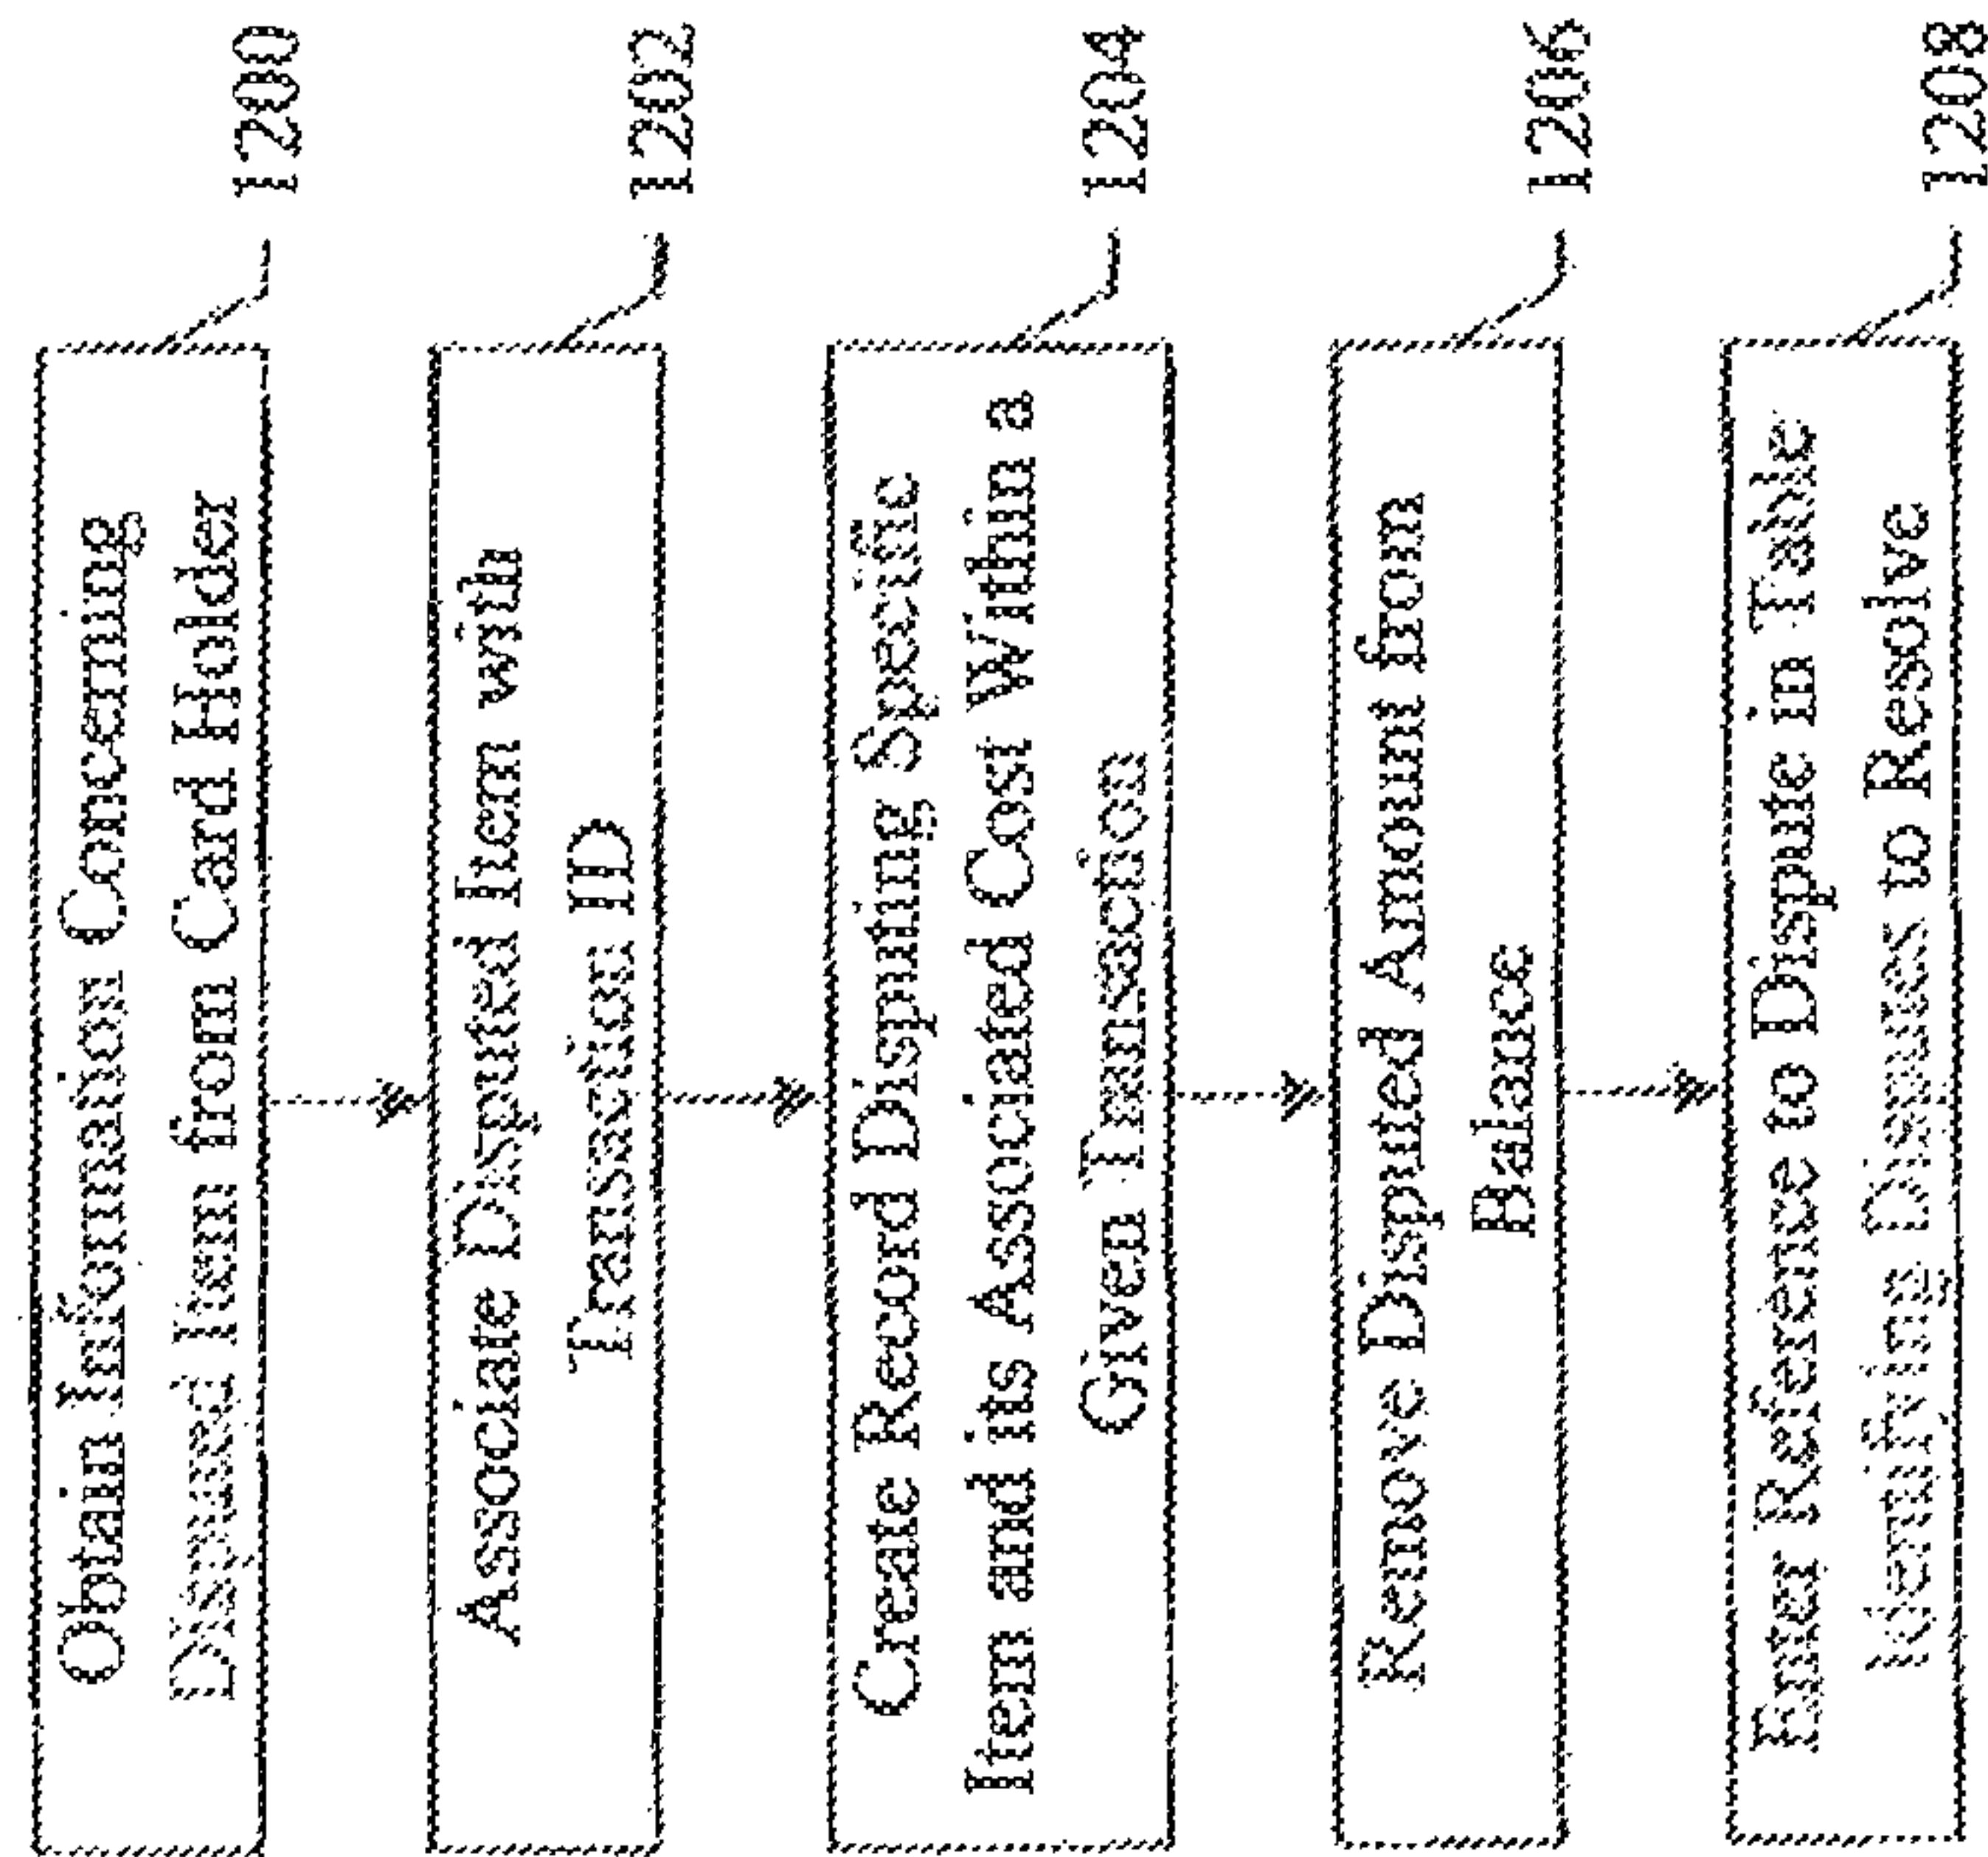 Obtain Information Concerning
Disputed Item from Card Holder
1200
Associate Disputed Item with
Transaction ID
1202
Create Record Disputing Specific
Item and its Associated Cost Within a
Given Transaction
1204
Remove Disputed Amount from
Balance
1206
Enter Reference to Dispute in Table
Identifying Disputes to Resolve
1208